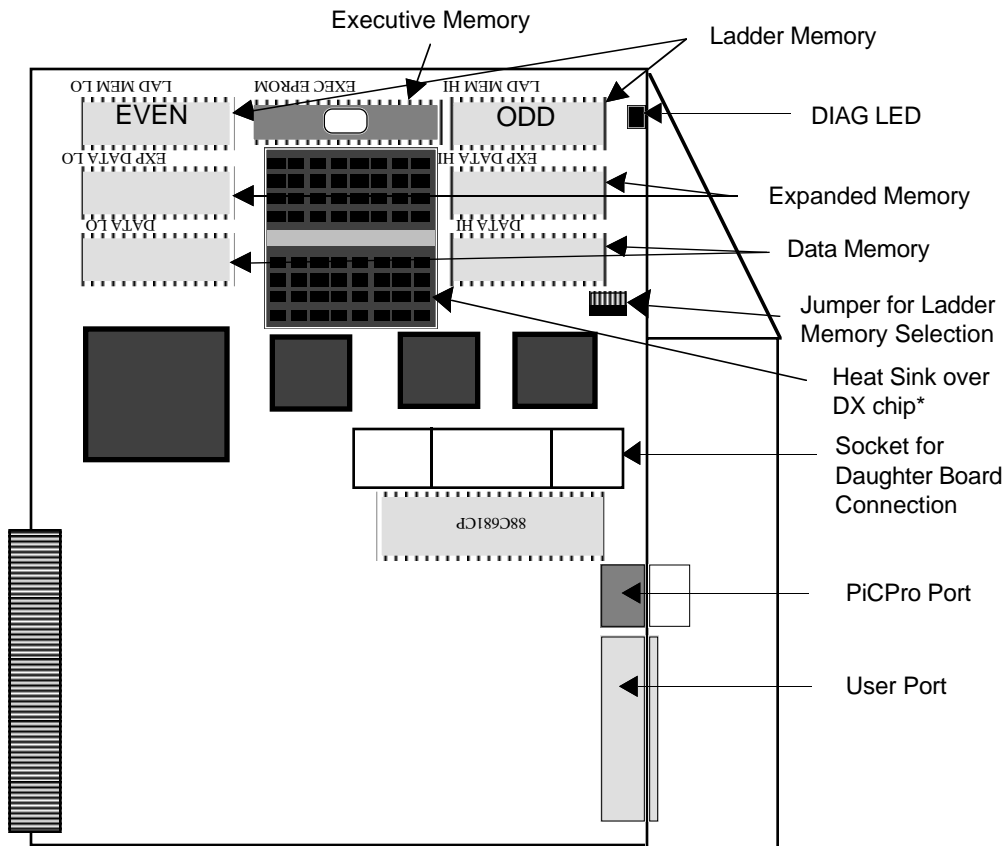 Executive Memory
Ladder Memory
LAD MEM LO
EXEC EPROM
LAD MEM HI
EVEN
ODD
DIAG LED
EXP DATA LO
EXP DATA HI
Expanded Memory
DATA LO
DATA HI
Data Memory
Jumper for Ladder
Memory Selection
Heat Sink over
DX chip*
Socket for
Daughter Board
Connection
88C681CP
PiCPro Port
User Port